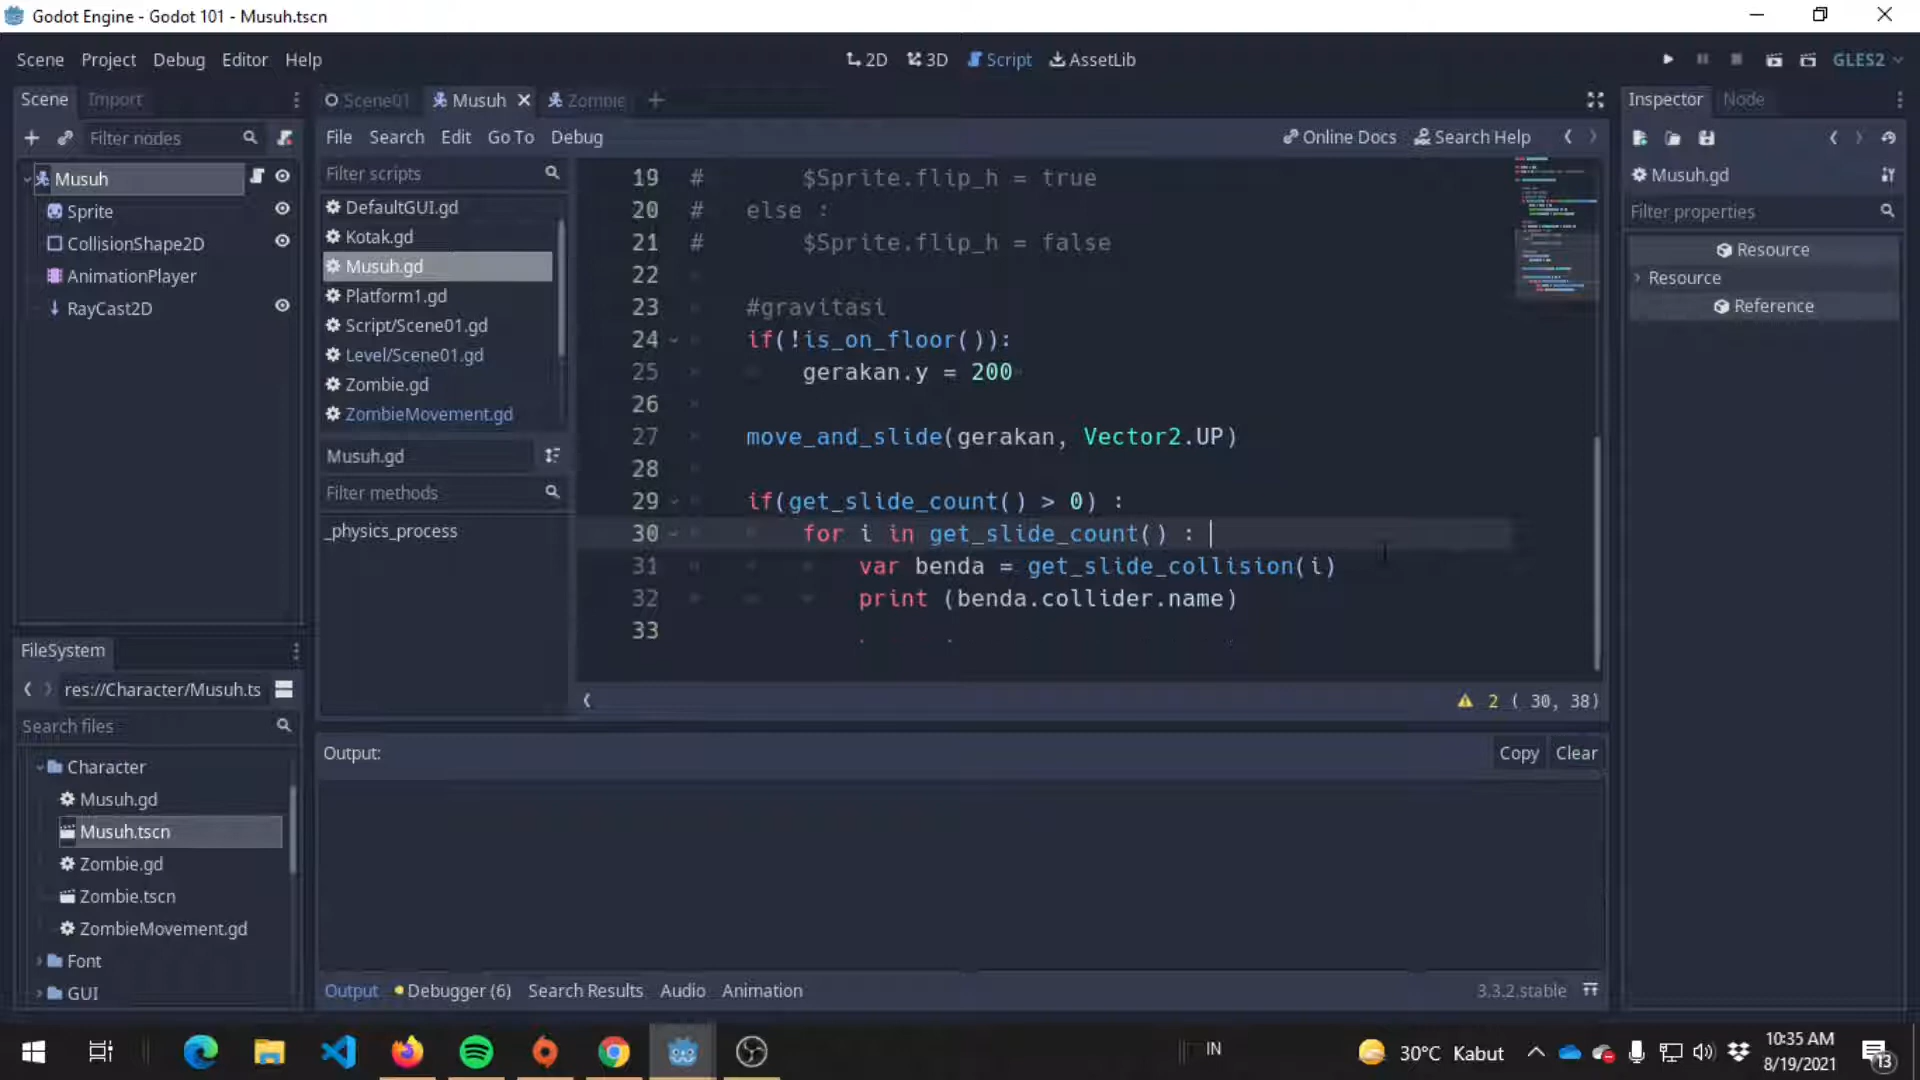 Godot Engine - Godot 101 - Musuh.tscn
Scene Project Debug Editor Help
2D 3D Script AssetLib
GLES2
Scene Import
Scene01 Musuh Zombie
Inspector Node
Filter nodes
File Search Edit Go To Debug
Online Docs Search Help
Musuh
Sprite
CollisionShape2D
AnimationPlayer
RayCast2D
Filter scripts
DefaultGUI.gd
Kotak.gd
Musuh.gd
Platform1.gd
Script/Scene01.gd
Level/Scene01.gd
Zombie.gd
ZombieMovement.gd
Musuh.gd
Filter methods
_physics_process
19 # $Sprite.flip_h = true
20 # else :
21 # $Sprite.flip_h = false
22
23 #gravitasi
24 if(!is_on_floor()):
25 gerakan.y = 200
26
27 move_and_slide(gerakan, Vector2.UP)
28
29 if(get_slide_count() > 0) :
30 for i in get_slide_count() :
31 var benda = get_slide_collision(i)
32 print (benda.collider.name)
33
2 ( 30, 38)
Musuh.gd
Filter properties
Resource
Resource
Reference
FileSystem
res://Character/Musuh.ts
Search files
Character
Musuh.gd
Musuh.tscn
Zombie.gd
Zombie.tscn
ZombieMovement.gd
Font
GUI
Output:
Copy Clear
Output Debugger (6) Search Results Audio Animation
3.3.2.stable
IN
30°C Kabut
10:35 AM
8/19/2021
13